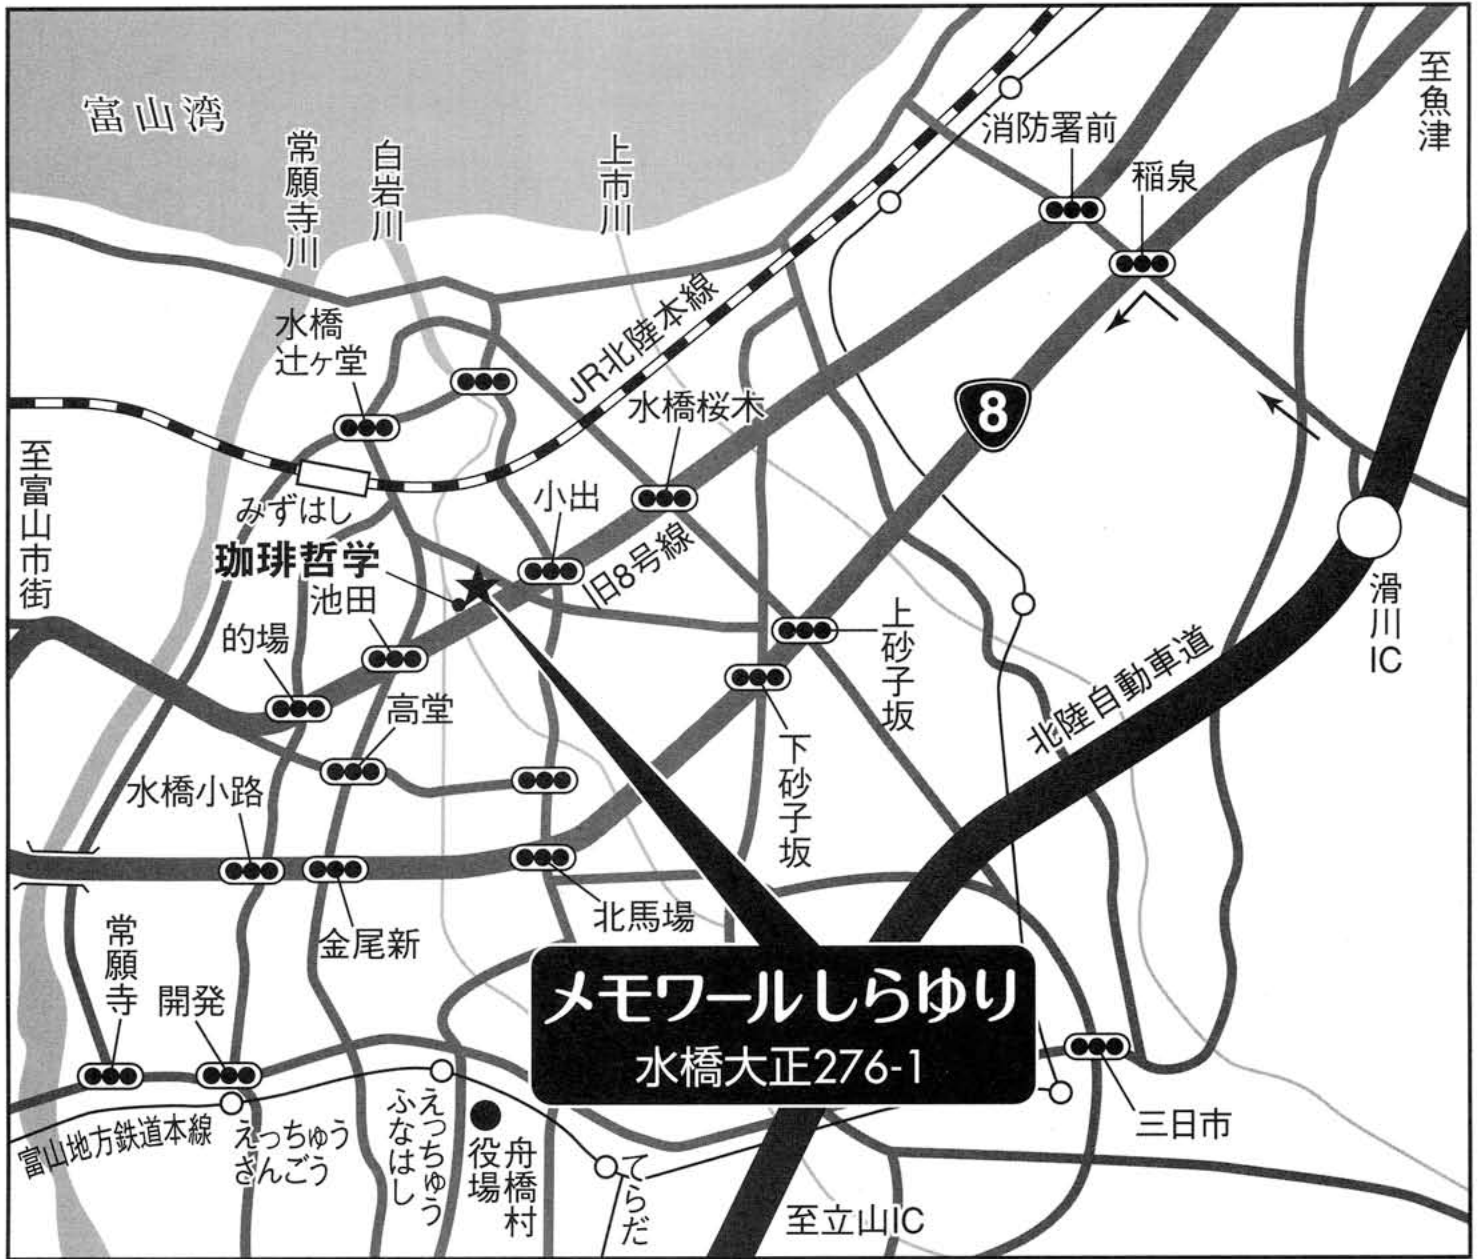 富山湾
常願寺川
白岩川
上市川
消防署前
稲泉
至魚津
水橋
辻ヶ堂
JR北陸本線
水橋桜木
8
至富山市街
みずはし
小出
旧8号線
珈琲哲学
池田
的場
上砂子坂
滑川IC
高堂
北陸自動車道
下砂子坂
水橋小路
金尾新
北馬場
常願寺
開発
メモワールしらゆり
水橋大正276-1
富山地方鉄道本線
えっちゅう
さんごう
えっちゅう
ふなはし
舟橋村
役場
てらだ
三日市
至立山IC